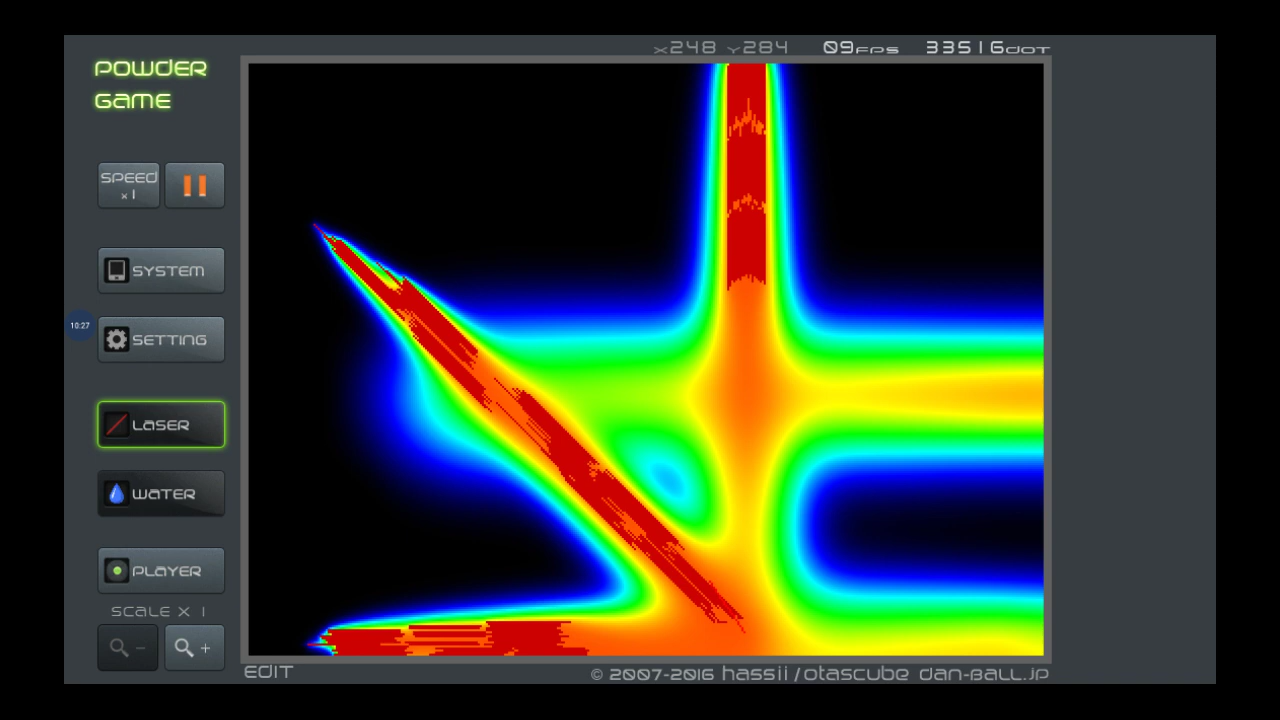 x248 y284 09fps 33516dot
POWDER
GAME
SPEED
x1
SYSTEM
10:27
SETTING
LASER
WATER
PLAYER
SCALE x 1
- +
EDIT
© 2007-2016 hassii/otascube dan-ball.jp